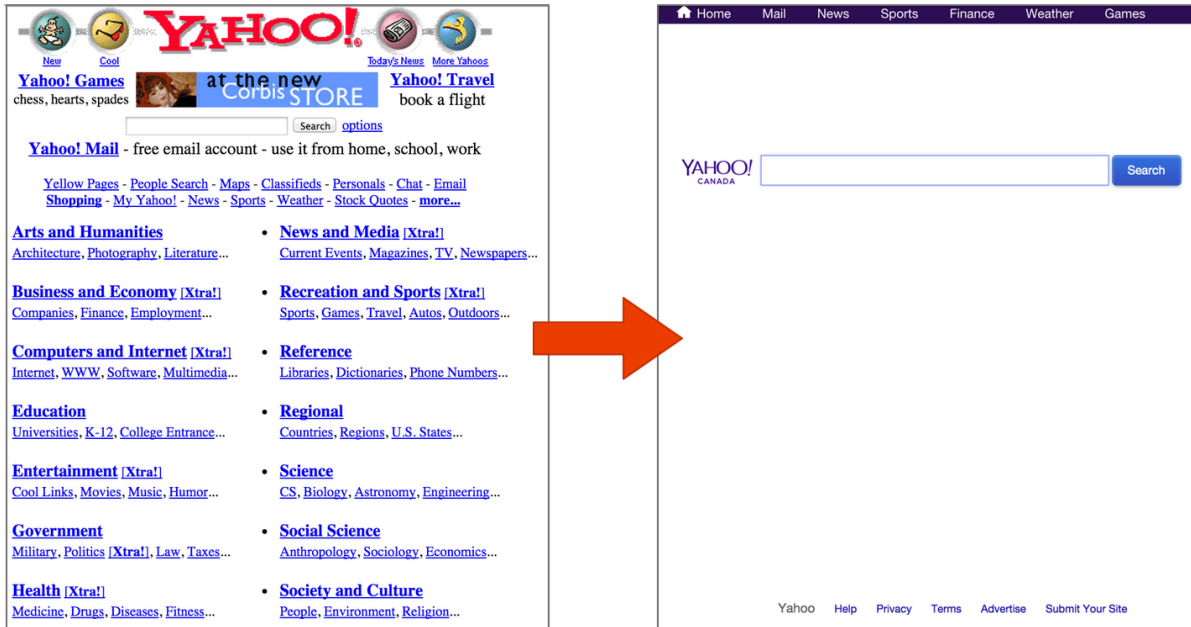 YAHOO!
New Cool Today's News More Yahoos
Yahoo! Games
chess, hearts, spades
at the new
Corbis STORE
Yahoo! Travel
book a flight
Search options
Yahoo! Mail - free email account - use it from home, school, work
Yellow Pages - People Search - Maps - Classifieds - Personals - Chat - Email
Shopping - My Yahoo! - News - Sports - Weather - Stock Quotes - more...
Arts and Humanities
Architecture, Photography, Literature...
• News and Media [Xtra!]
Current Events, Magazines, TV, Newspapers...
Business and Economy [Xtra!]
Companies, Finance, Employment...
• Recreation and Sports [Xtra!]
Sports, Games, Travel, Autos, Outdoors...
Computers and Internet [Xtra!]
Internet, WWW, Software, Multimedia...
• Reference
Libraries, Dictionaries, Phone Numbers...
Education
Universities, K-12, College Entrance...
• Regional
Countries, Regions, U.S. States...
Entertainment [Xtra!]
Cool Links, Movies, Music, Humor...
• Science
CS, Biology, Astronomy, Engineering...
Government
Military, Politics [Xtra!], Law, Taxes...
• Social Science
Anthropology, Sociology, Economics...
Health [Xtra!]
Medicine, Drugs, Diseases, Fitness...
• Society and Culture
People, Environment, Religion...
Home Mail News Sports Finance Weather Games
YAHOO!
CANADA
Search
Yahoo Help Privacy Terms Advertise Submit Your Site